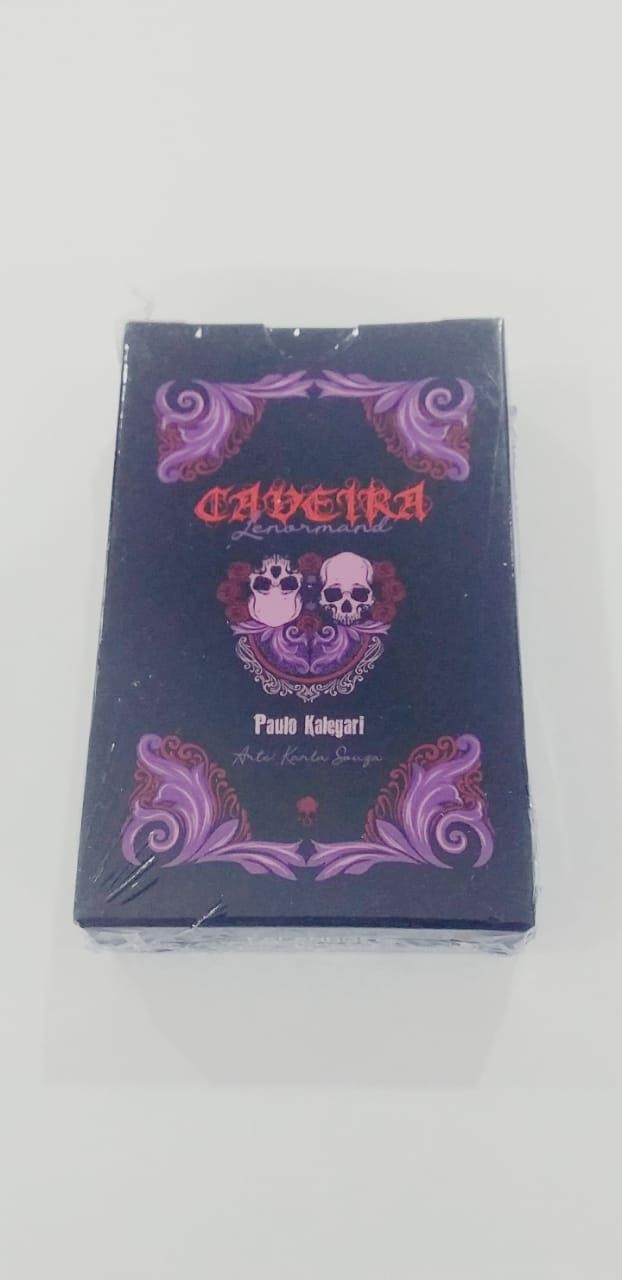 CAVEIRA
Lenormand
Paulo Kalegari
Arte: Karla Souza